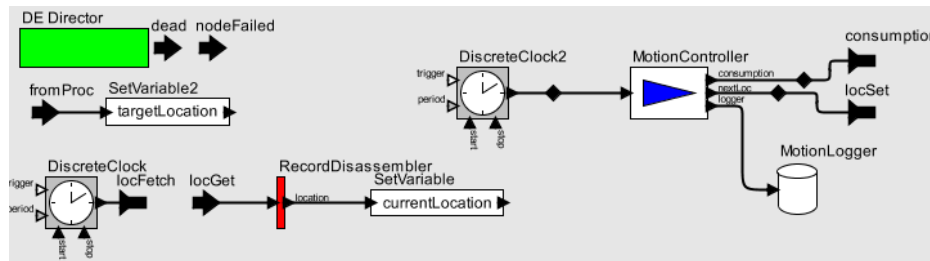 DE Director
dead
nodeFailed
consumption
DiscreteClock2
MotionController
trigger
period
start
stop
consumption
nextLoc
logger
locSet
fromProc
SetVariable2
targetLocation
MotionLogger
DiscreteClock
locFetch
locGet
RecordDisassembler
SetVariable
rigger
period
start
stop
location
currentLocation